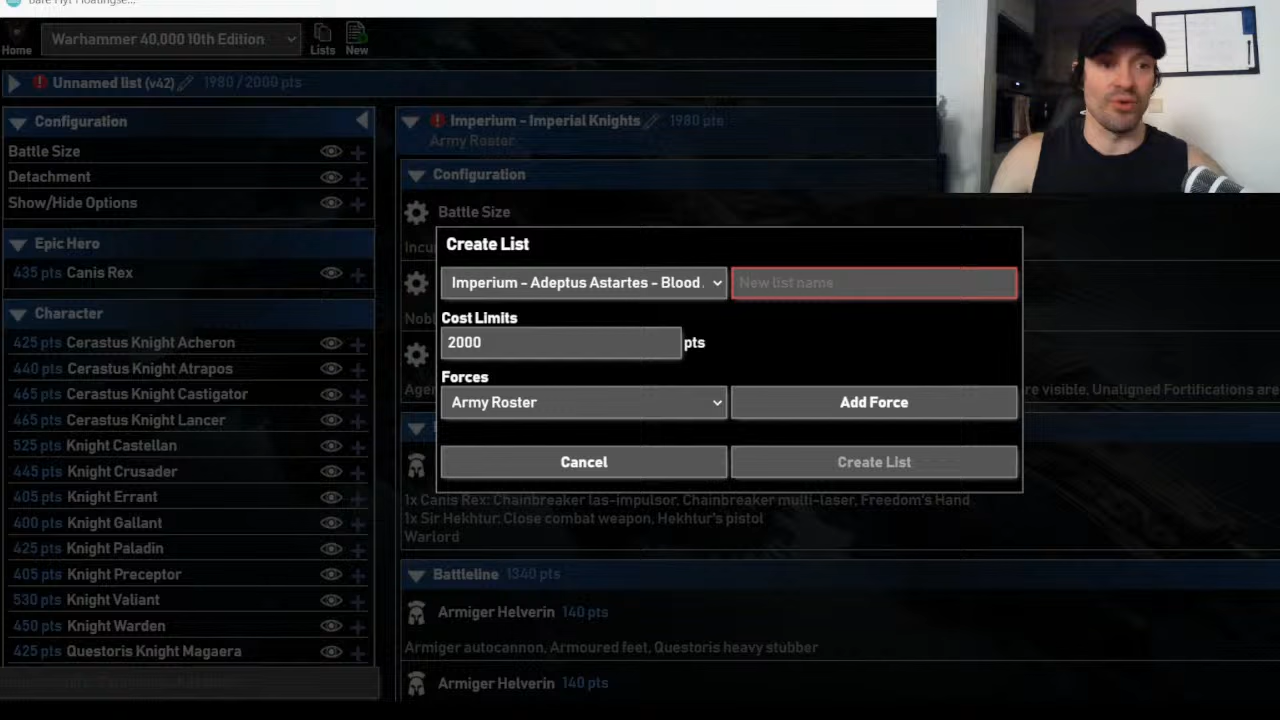 Warhammer 40,000 10th Edition
Home
Lists
New
Unnamed list (v42)
1980 / 2000 pts
Configuration
Battle Size
Detachment
Show/Hide Options
Epic Hero
435 pts Canis Rex
Character
425 pts Cerastus Knight Acheron
440 pts Cerastus Knight Atrapos
465 pts Cerastus Knight Castigator
465 pts Cerastus Knight Lancer
525 pts Knight Castellan
445 pts Knight Crusader
405 pts Knight Errant
400 pts Knight Gallant
425 pts Knight Paladin
405 pts Knight Preceptor
530 pts Knight Valiant
450 pts Knight Warden
425 pts Questoris Knight Magaera
Imperium - Imperial Knights
1980 pts
Army Roster
Configuration
Battle Size
Create List
Imperium - Adeptus Astartes - Blood
New list name
Cost Limits
2000
pts
Forces
Army Roster
Add Force
Cancel
Create List
re visible, Unaligned Fortifications are
1x Canis Rex: Chainbreaker las-impulsor, Chainbreaker multi-laser, Freedom's Hand
1x Sir Hekhtur: Close combat weapon, Hekhtur's pistol
Warlord
Battleline 1340 pts
Armiger Helverin 140 pts
Armiger autocannon, Armoured feet, Questoris heavy stubber
Armiger Helverin 140 pts